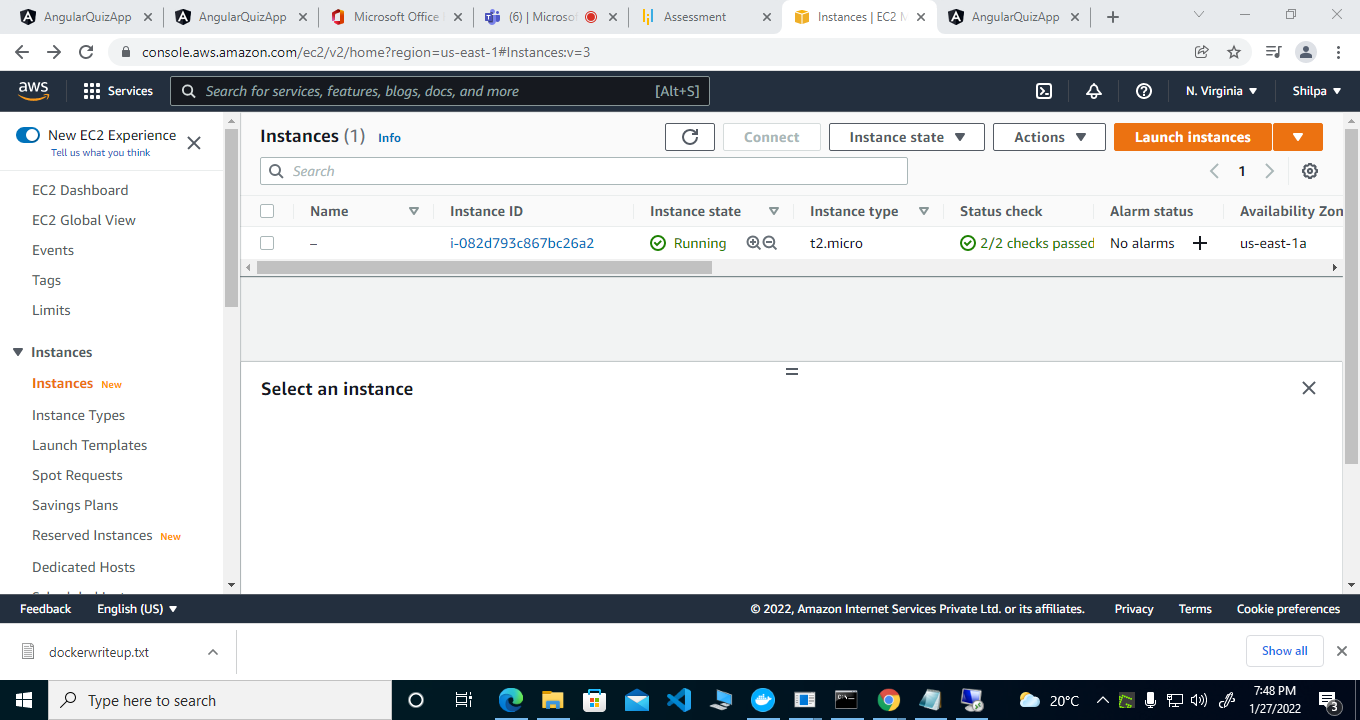 AngularQuizApp
AngularQuizApp
Microsoft Office
(6) | Microsof
Assessment
Instances | EC2 M
AngularQuizApp
console.aws.amazon.com/ec2/v2/home?region=us-east-1#Instances:v=3
aws
Services
Search for services, features, blogs, docs, and more
[Alt+S]
N. Virginia
Shilpa
New EC2 Experience
Tell us what you think
EC2 Dashboard
EC2 Global View
Events
Tags
Limits
Instances
Instances New
Instance Types
Launch Templates
Spot Requests
Savings Plans
Reserved Instances New
Dedicated Hosts
Instances (1) Info
Connect
Instance state
Actions
Launch instances
Search
1
Name Instance ID Instance state Instance type Status check Alarm status Availability Zon
– i-082d793c867bc26a2 Running t2.micro 2/2 checks passed No alarms + us-east-1a
Select an instance
Feedback English (US) © 2022, Amazon Internet Services Private Ltd. or its affiliates. Privacy Terms Cookie preferences
dockerwriteup.txt
Show all
Type here to search
20°C
7:48 PM
1/27/2022
3